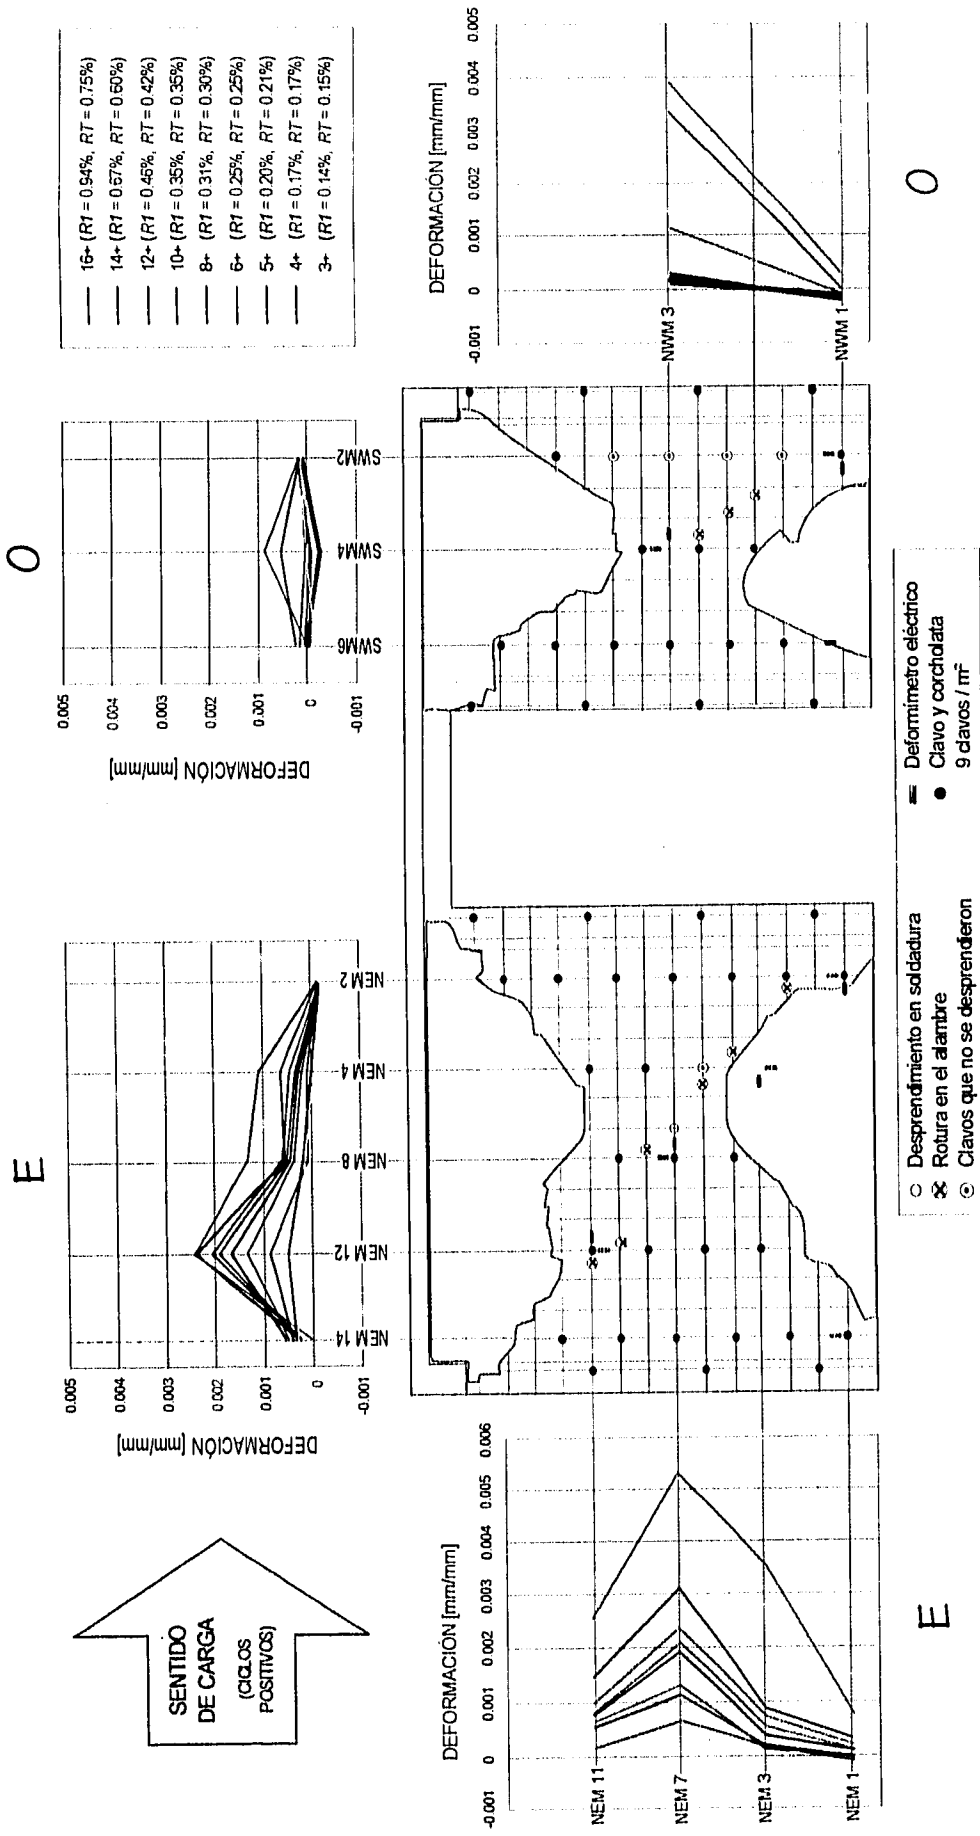 SENTIDO
DE CARGA
(CICLOS
POSITIVOS)
E
DEFORMACIÓN [mm/mm]
0.005
0.004
0.003
0.002
0.001
0
-0.001
NEM 14
NEM 12
NEM 8
NEM 4
NEM 2
O
DEFORMACIÓN [mm/mm]
0.005
0.004
0.003
0.002
0.001
0
-0.001
SWM6
SWM4
SWM2
16+ (R1 = 0.94%, RT = 0.75%)
14+ (R1 = 0.67%, RT = 0.60%)
12+ (R1 = 0.46%, RT = 0.42%)
10+ (R1 = 0.35%, RT = 0.35%)
8+ (R1 = 0.31%, RT = 0.30%)
6+ (R1 = 0.25%, RT = 0.25%)
5+ (R1 = 0.20%, RT = 0.21%)
4+ (R1 = 0.17%, RT = 0.17%)
3+ (R1 = 0.14%, RT = 0.15%)
DEFORMACIÓN [mm/mm]
-0.001 0 0.001 0.002 0.003 0.004 0.005 0.006
NEM 11
NEM 7
NEM 3
NEM 1
E
DEFORMACIÓN [mm/mm]
-0.001 0 0.001 0.002 0.003 0.004 0.005
NWM 3
NWM 1
O
Desprendimiento en soldadura
Rotura en el alambre
Clavos que no se desprendieron
Deformímetro eléctrico
Clavo y corcholata
9 clavos / m²